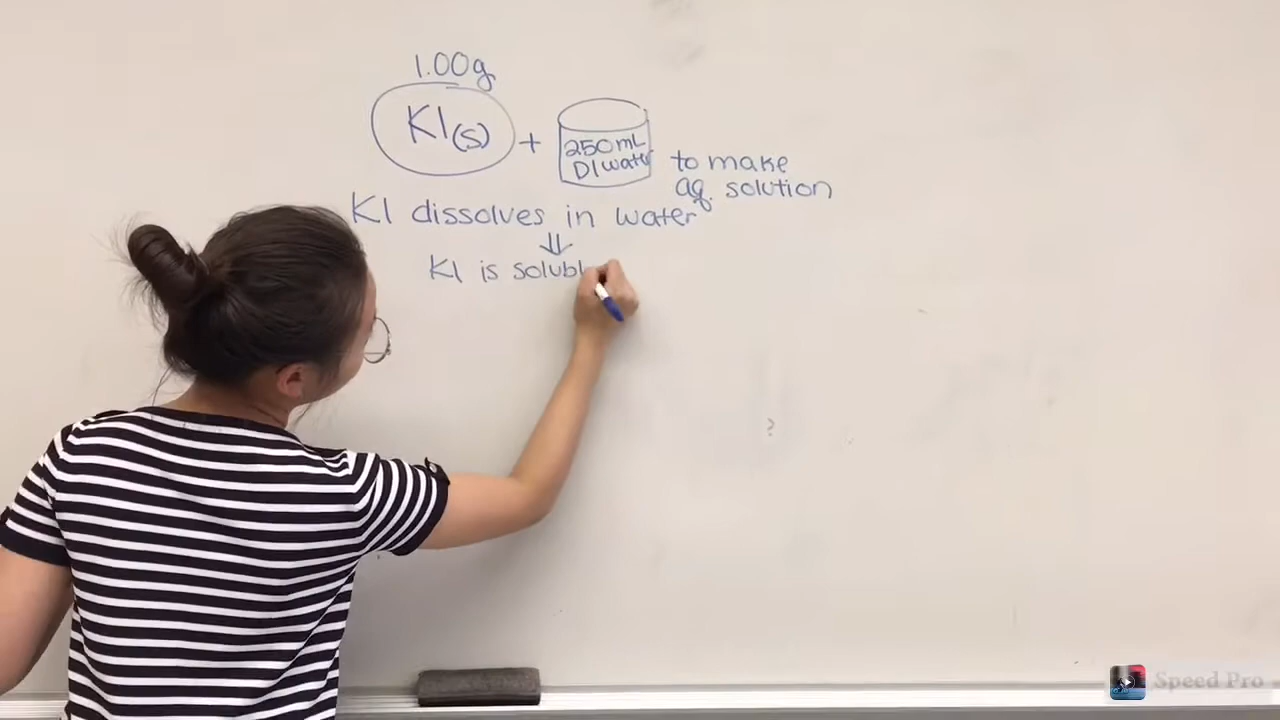 1.00g
KI(s) + 250mL
DI water
to make
aq. solution
KI dissolves in water
⇓
KI is solubl
?
Speed Pro